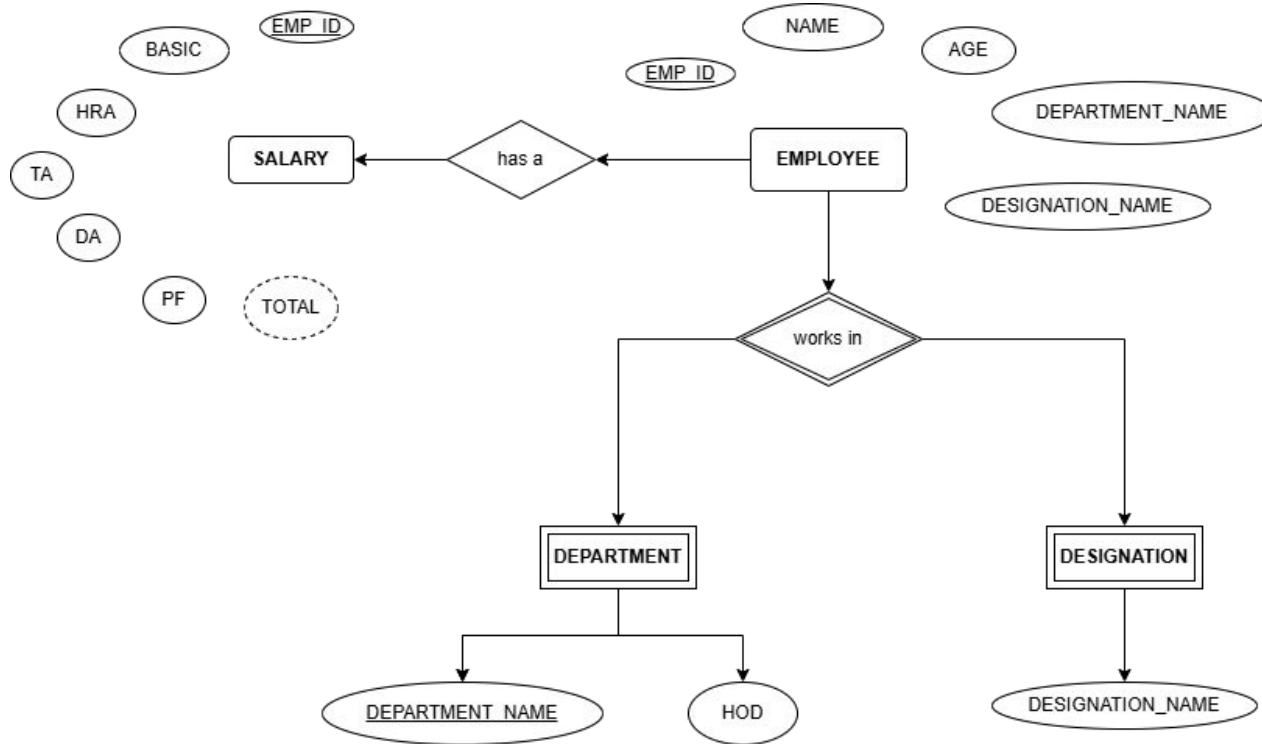 EMP_ID
NAME
BASIC
AGE
EMP_ID
HRA
DEPARTMENT_NAME
SALARY
has a
EMPLOYEE
TA
DESIGNATION_NAME
DA
PF
TOTAL
works in
DEPARTMENT
DESIGNATION
DEPARTMENT_NAME
HOD
DESIGNATION_NAME